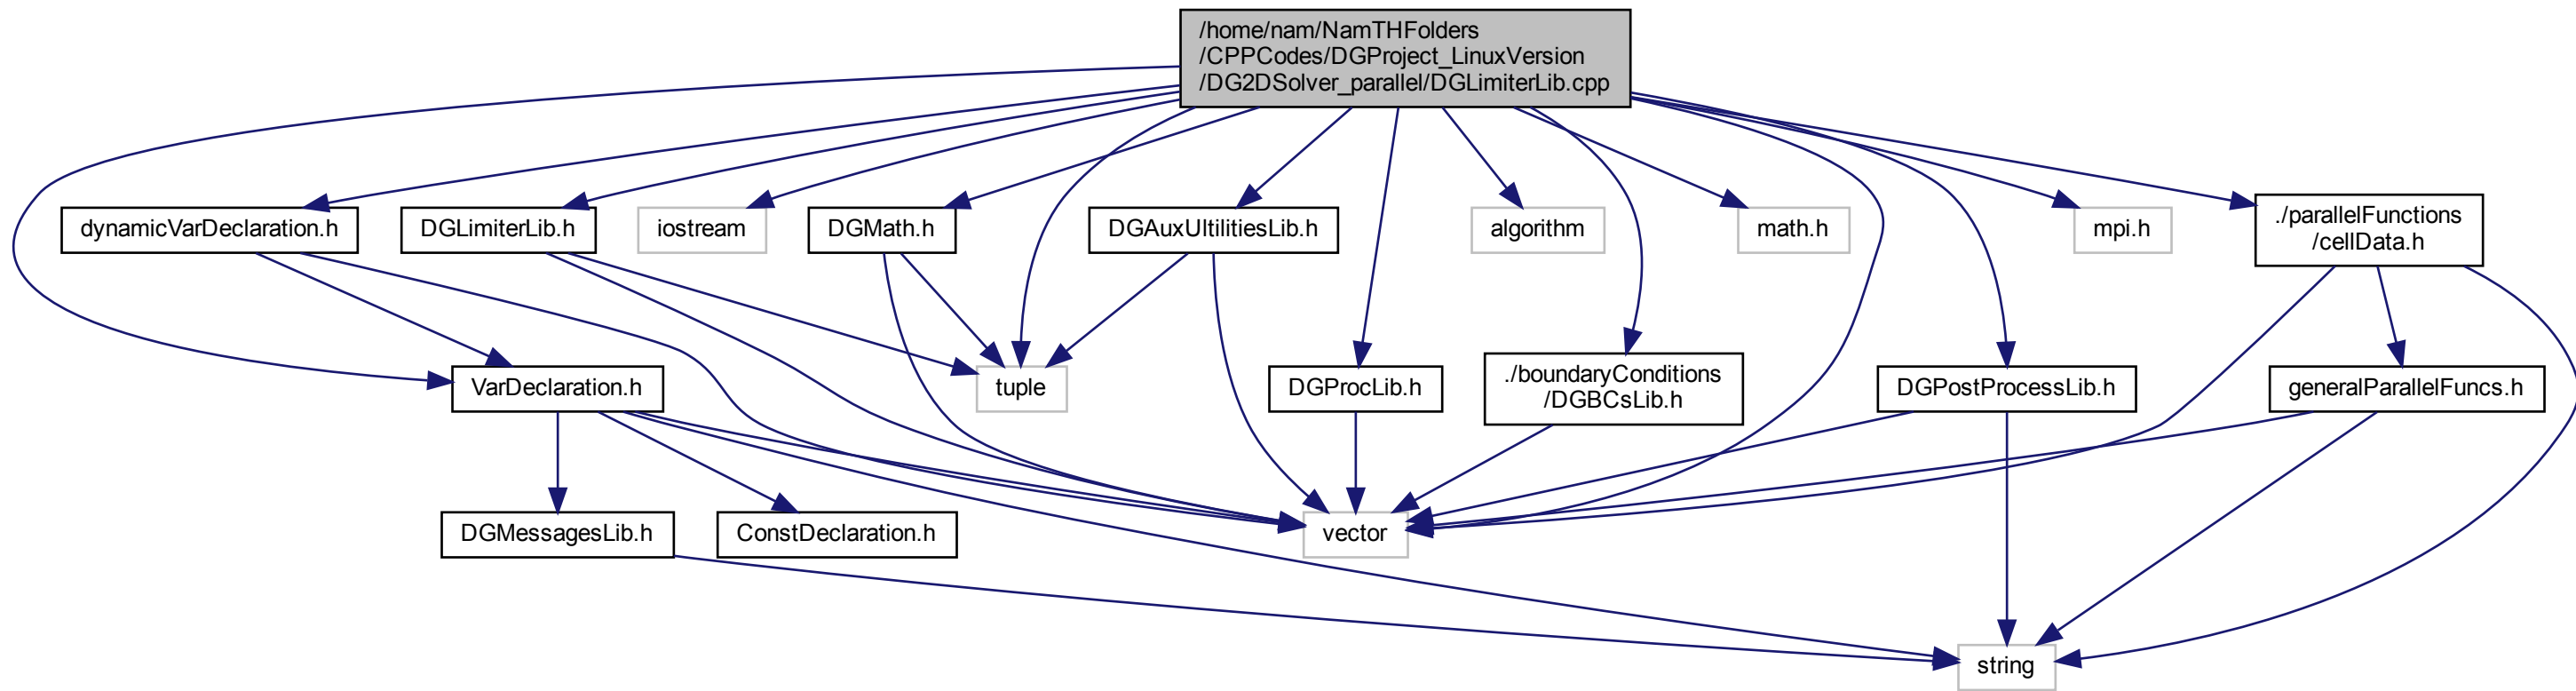 /home/nam/NamTHFolders
/CPPCodes/DGProject_LinuxVersion
/DG2DSolver_parallel/DGLimiterLib.cpp
dynamicVarDeclaration.h
DGLimiterLib.h
iostream
DGMath.h
DGAuxUltilitiesLib.h
algorithm
math.h
mpi.h
./parallelFunctions
/cellData.h
VarDeclaration.h
tuple
DGProcLib.h
./boundaryConditions
/DGBCsLib.h
DGPostProcessLib.h
generalParallelFuncs.h
DGMessagesLib.h
ConstDeclaration.h
vector
string